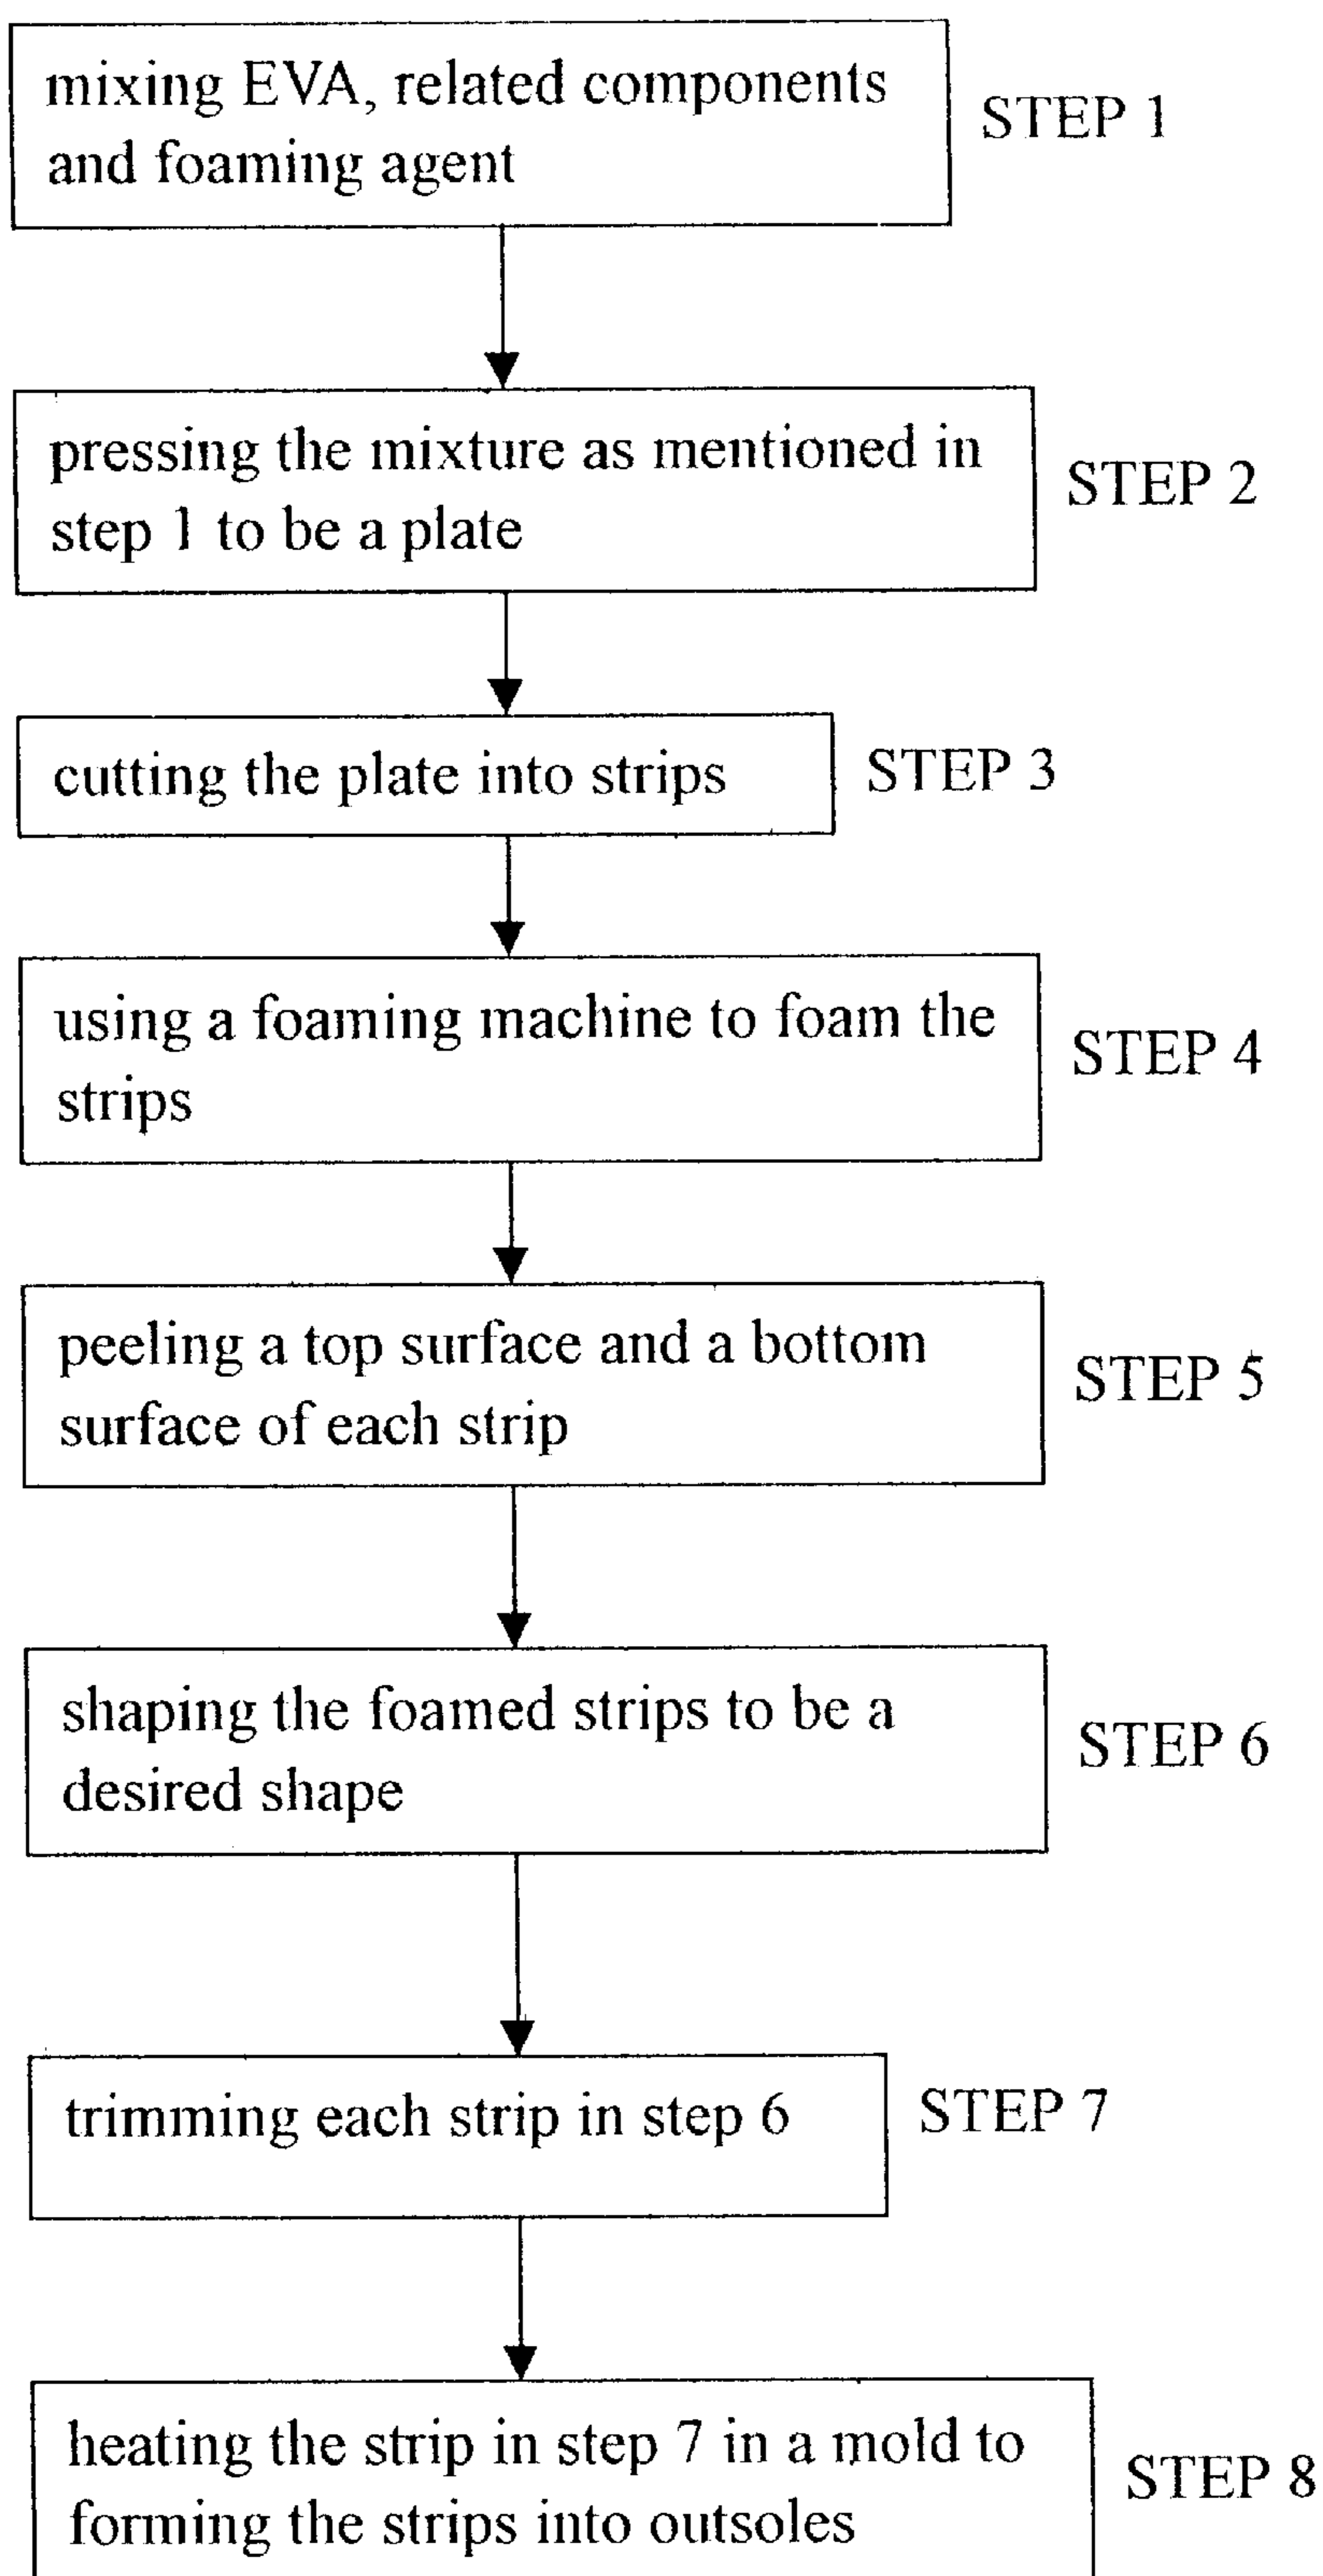 mixing EVA, related components
and foaming agent
STEP 1
pressing the mixture as mentioned in
step 1 to be a plate
STEP 2
cutting the plate into strips
STEP 3
using a foaming machine to foam the
strips
STEP 4
peeling a top surface and a bottom
surface of each strip
STEP 5
shaping the foamed strips to be a
desired shape
STEP 6
trimming each strip in step 6
STEP 7
heating the strip in step 7 in a mold to
forming the strips into outsoles
STEP 8